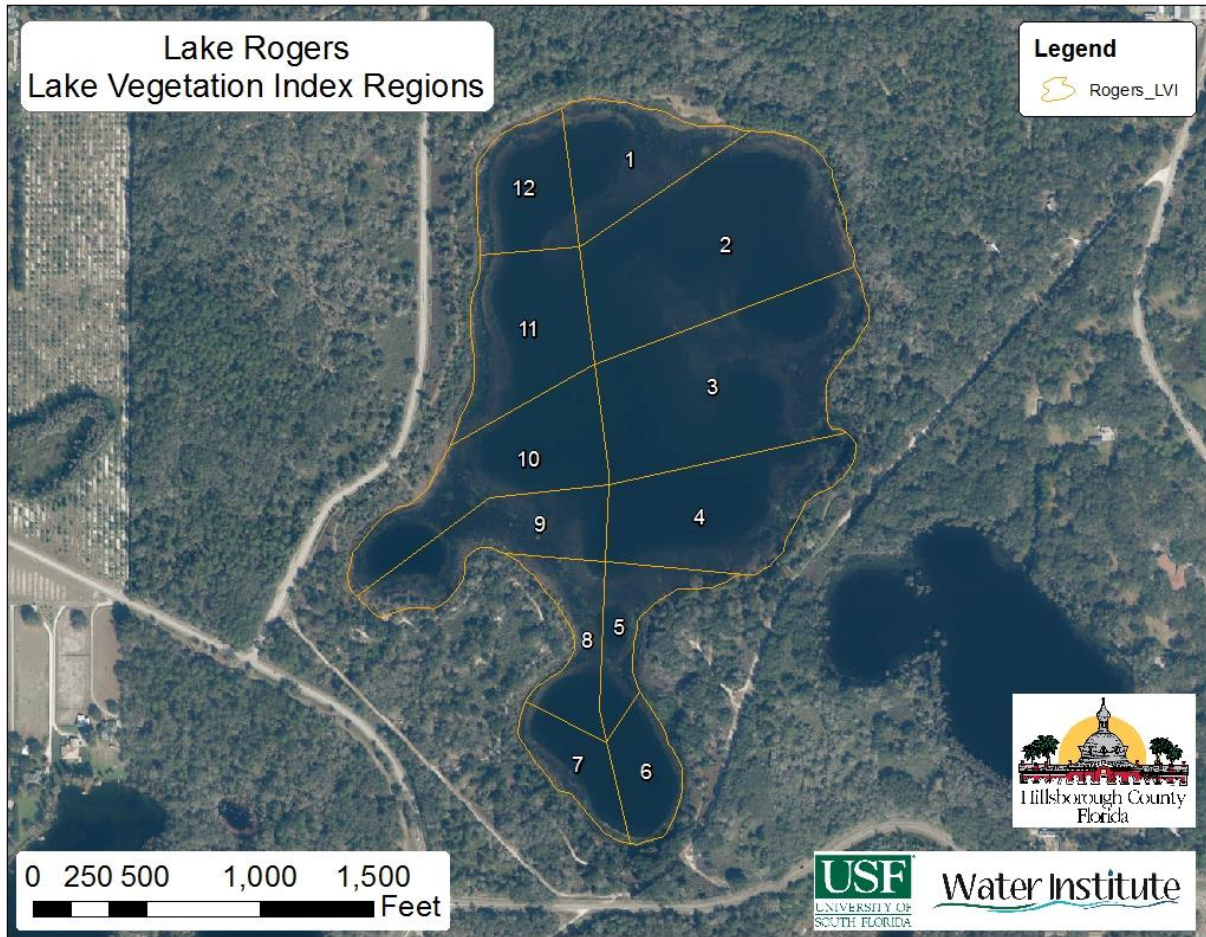 Lake Rogers
Lake Vegetation Index Regions
Legend
Rogers_LVI
1
12
2
11
3
10
4
9
5
8
7
6
0 250 500 1,000 1,500
Feet
Hillsborough County
Florida
USF
UNIVERSITY OF
SOUTH FLORIDA
Water Institute